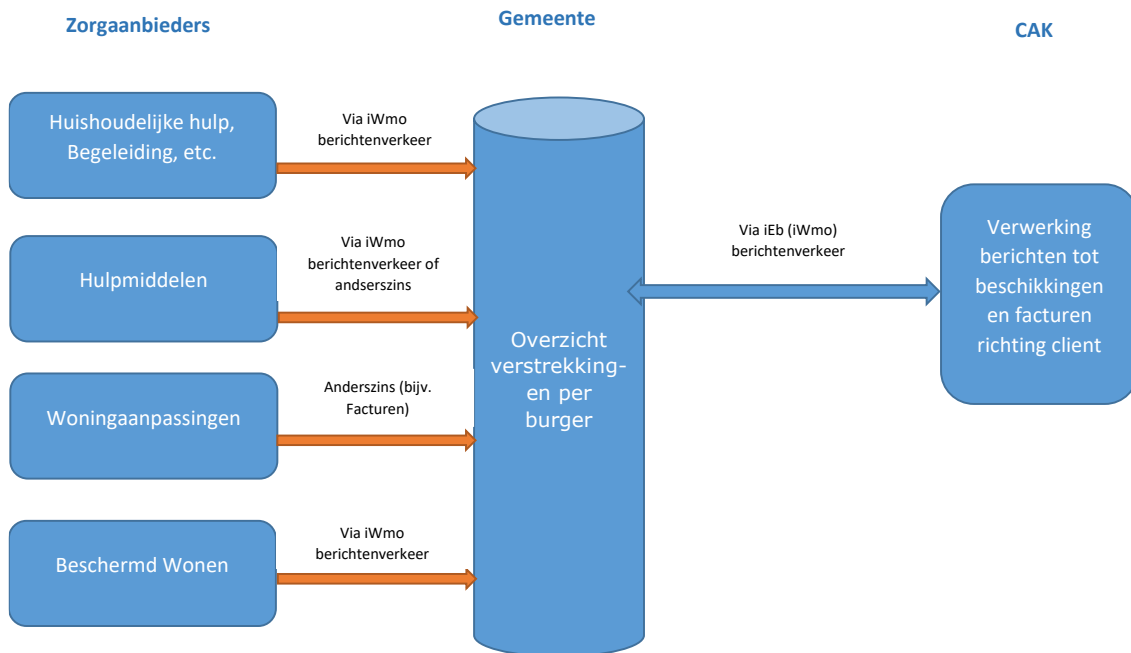 Zorgaanbieders
Gemeente
CAK
Huishoudelijke hulp,
Begeleiding, etc.
Via iWmo
berichtenverkeer
Hulpmiddelen
Via iWmo
berichtenverkeer of
andserszins
Woningaanpassingen
Anderszins (bijv.
Facturen)
Beschermd Wonen
Via iWmo
berichtenverkeer
Overzicht
verstrekking-
en per
burger
Via iEb (iWmo)
berichtenverkeer
Verwerking
berichten tot
beschikkingen
en facturen
richting client